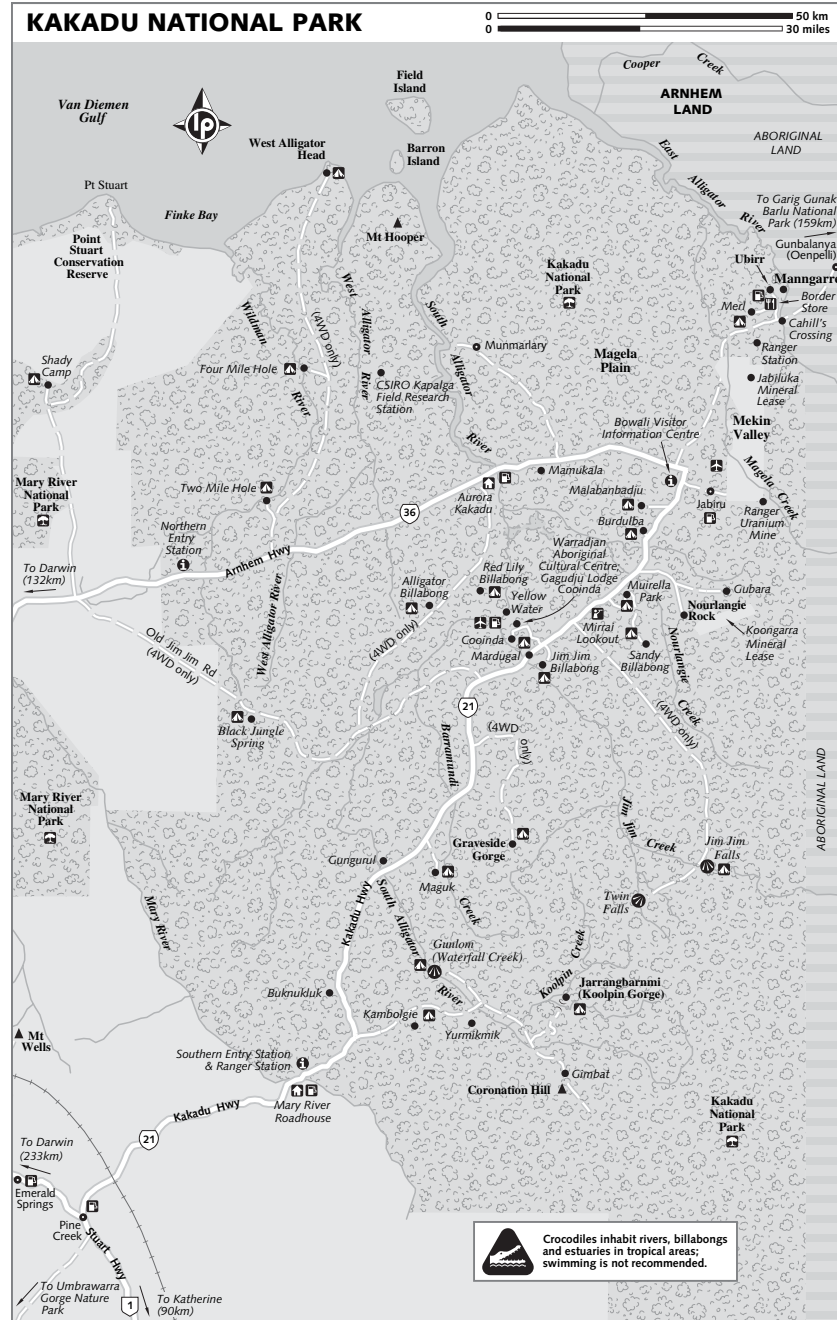 KAKADU NATIONAL PARK
0
50 km
0
30 miles
Cooper
Creek
Field
Island
ARNHEM
LAND
Van Diemen
Gulf
lp
ABORIGINAL
LAND
West Alligator
Head
Barron
Island
East
Alligator
River
Pt Stuart
To Garig Gunak
Barlu National
Park (159km)
Finke Bay
Mt Hooper
Point
Stuart
Conservation
Reserve
Gunbalanya
(Oenpelli)
Kakadu
National
Park
Ubirr
Manngarre
Border
Store
Merl
Cahill's
Crossing
Ranger
Station
Jabiluka
Mineral
Lease
West
Alligator
River
South
Alligator
River
Wildman
River
(4WD only)
Munmarlary
Magela
Plain
Shady
Camp
Four Mile Hole
CSIRO Kapalga
Field Research
Station
Mekin
Valley
Bowali Visitor
Information Centre
Magela
Creek
Mary River
National
Park
Two Mile Hole
Mamukala
Aurora
Kakadu
Malabanbadju
Jabiru
Ranger
Uranium
Mine
36
Northern
Entry
Station
Burdulba
Arnhem Hwy
To Darwin
(132km)
Warradjan
Aboriginal
Cultural Centre;
Gagudju Lodge
Cooinda
Alligator
Billabong
Red Lily
Billabong
Yellow
Water
Muirella
Park
Gubara
Nourlangie
Rock
Koongarra
Mineral
Lease
Mirrai
Lookout
Old Jim Jim Rd
(4WD only)
West Alligator River
(4WD only)
Cooinda
Mardugal
Jim Jim
Billabong
Sandy
Billabong
Nourlangie
Creek
(4WD only)
21
Black Jungle
Spring
Barramundi
Creek
(4WD
only)
ABORIGINAL LAND
Mary River
National
Park
Graveside
Gorge
Jim Jim
Creek
Jim Jim
Falls
Gungurul
Maguk
Twin
Falls
Mary River
Kakadu Hwy
South
Alligator
River
Gunlom
(Waterfall Creek)
Koolpin Creek
Jarrangbarnmi
(Koolpin Gorge)
Buknukluk
Kambolgie
Yurmikmik
Mt
Wells
Southern Entry Station
& Ranger Station
Gimbat
Coronation Hill
Mary River
Roadhouse
Kakadu
National
Park
Kakadu Hwy
21
To Darwin
(233km)
Emerald
Springs
Pine
Creek
Stuart Hwy
To Umbrawarra
Gorge Nature
Park
1
To Katherine
(90km)
Crocodiles inhabit rivers, billabongs
and estuaries in tropical areas;
swimming is not recommended.